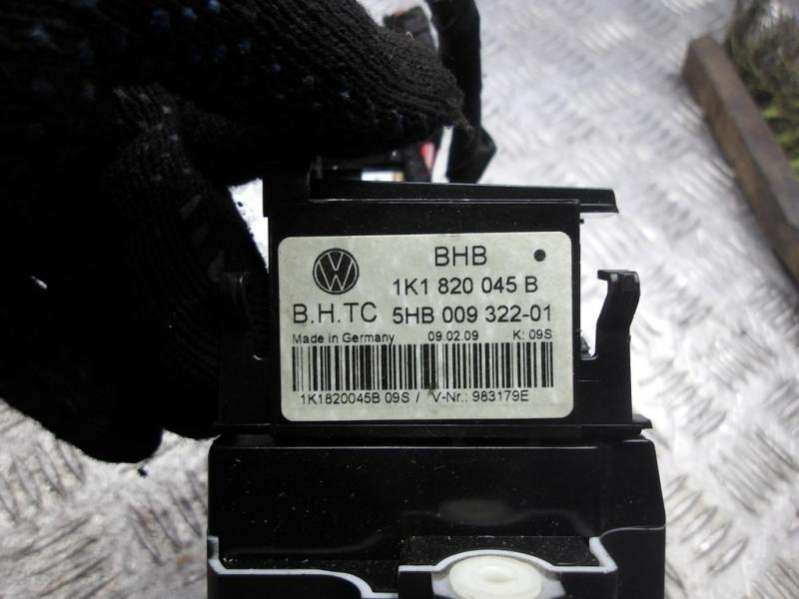 BHB
1K1 820 045 B
B.H.TC 5HB 009 322-01
Made in Germany 09.02.09 K: 09S
1K1820045B 09S / V-Nr.: 983179E